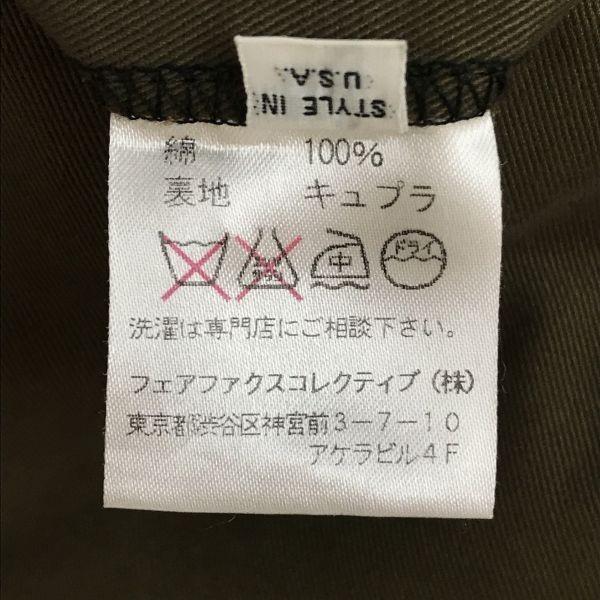 STYLE IN
U.S.A.
綿 100%
裏地 キュプラ
中 ドライ
洗濯は専門店にご相談下さい。
フェアファクスコレクティブ(株)
東京都渋谷区神宮前3-7-10
アケラビル4F